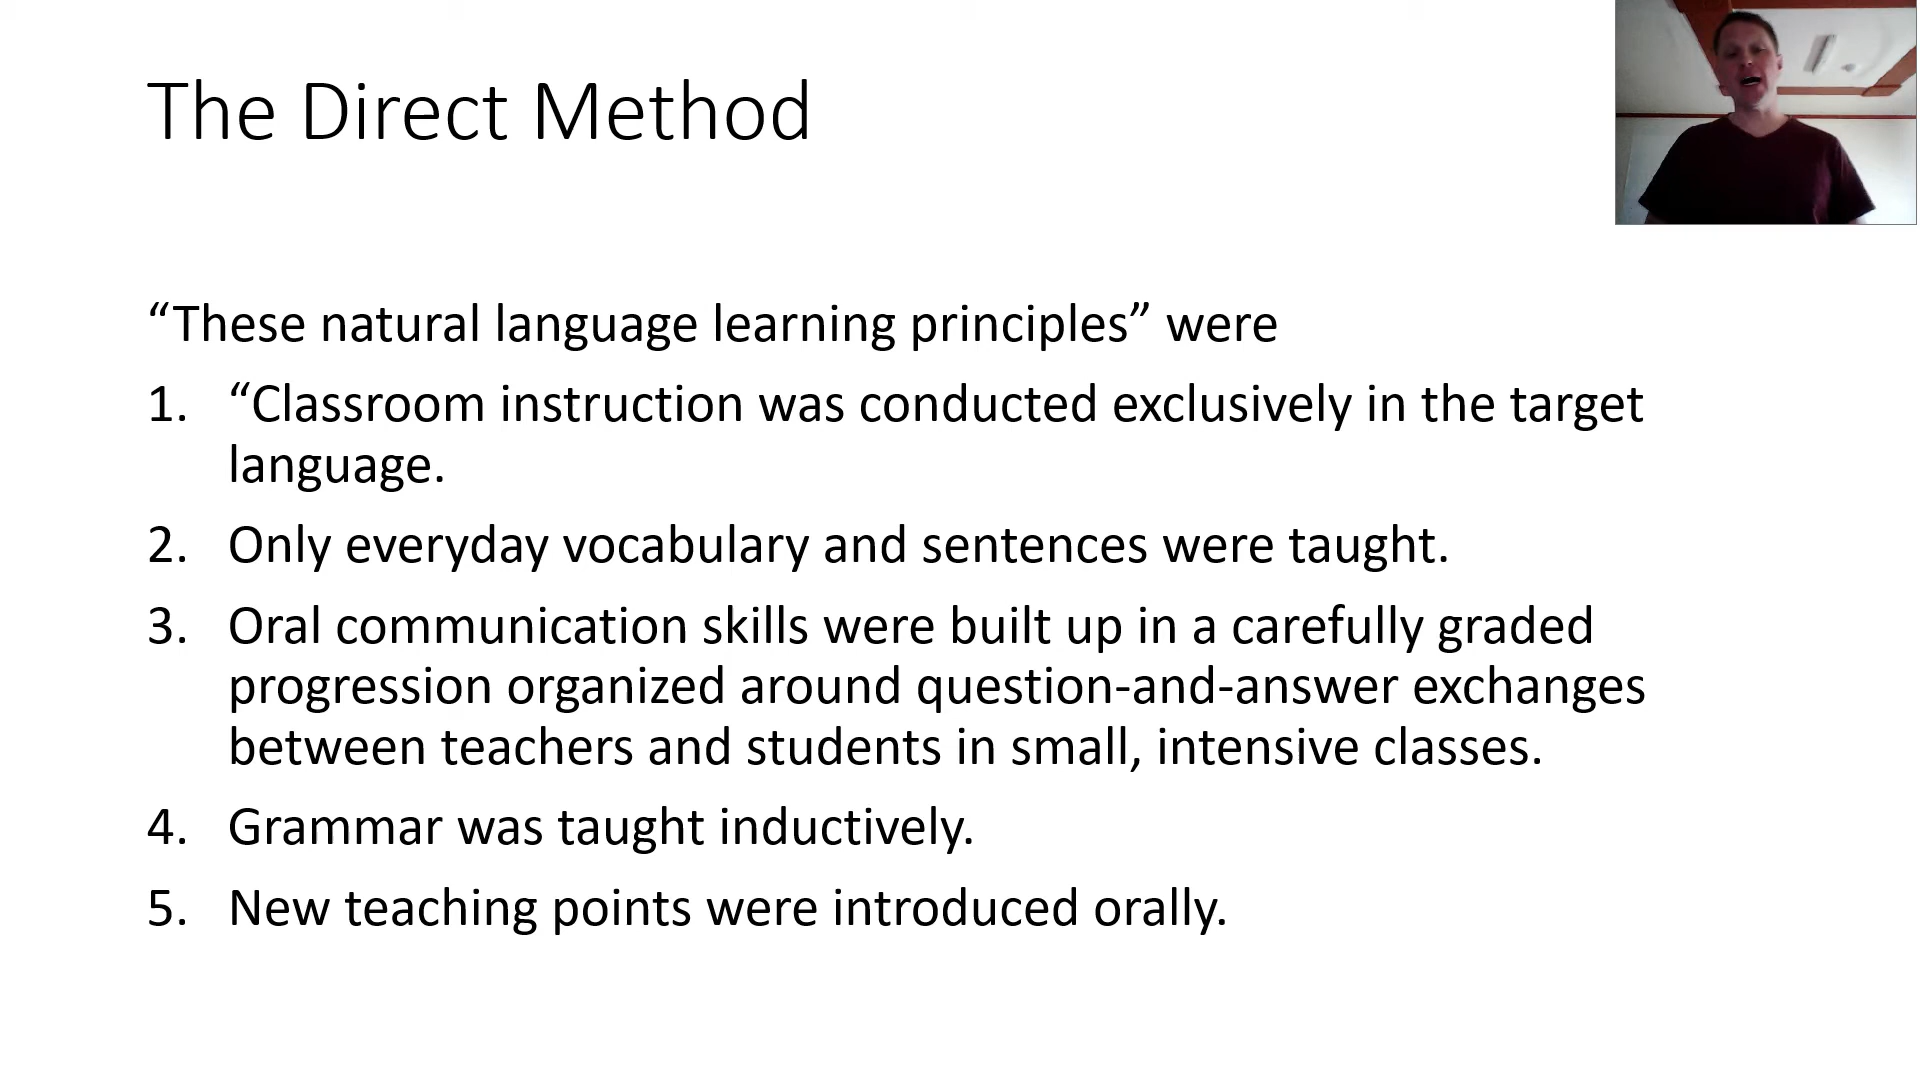 The Direct Method
“These natural language learning principles” were
1. “Classroom instruction was conducted exclusively in the target
language.
2. Only everyday vocabulary and sentences were taught.
3. Oral communication skills were built up in a carefully graded
progression organized around question-and-answer exchanges
between teachers and students in small, intensive classes.
4. Grammar was taught inductively.
5. New teaching points were introduced orally.